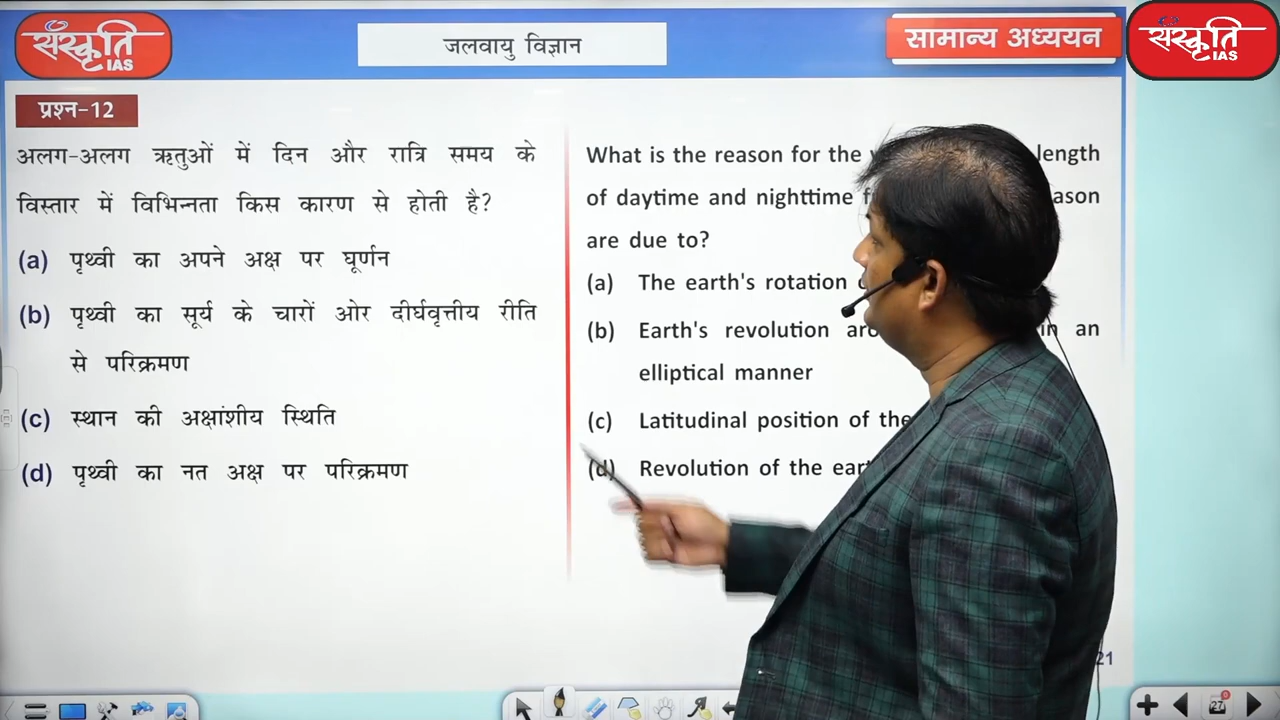 संस्कृति
IAS
जलवायु विज्ञान
सामान्य अध्ययन
संस्कृति
IAS
प्रश्न-12
अलग-अलग ऋतुओं में दिन और रात्रि समय के
विस्तार में विभिन्नता किस कारण से होती है?
(a) पृथ्वी का अपने अक्ष पर घूर्णन
(b) पृथ्वी का सूर्य के चारों ओर दीर्घवृत्तीय रीति
से परिक्रमण
(c) स्थान की अक्षांशीय स्थिति
(d) पृथ्वी का नत अक्ष पर परिक्रमण
What is the reason for the length
of daytime and nighttime
are due to?
(a) The earth's rotation
(b) Earth's revolution in an
elliptical manner
(c) Latitudinal position of the
(d) Revolution of the
21
27